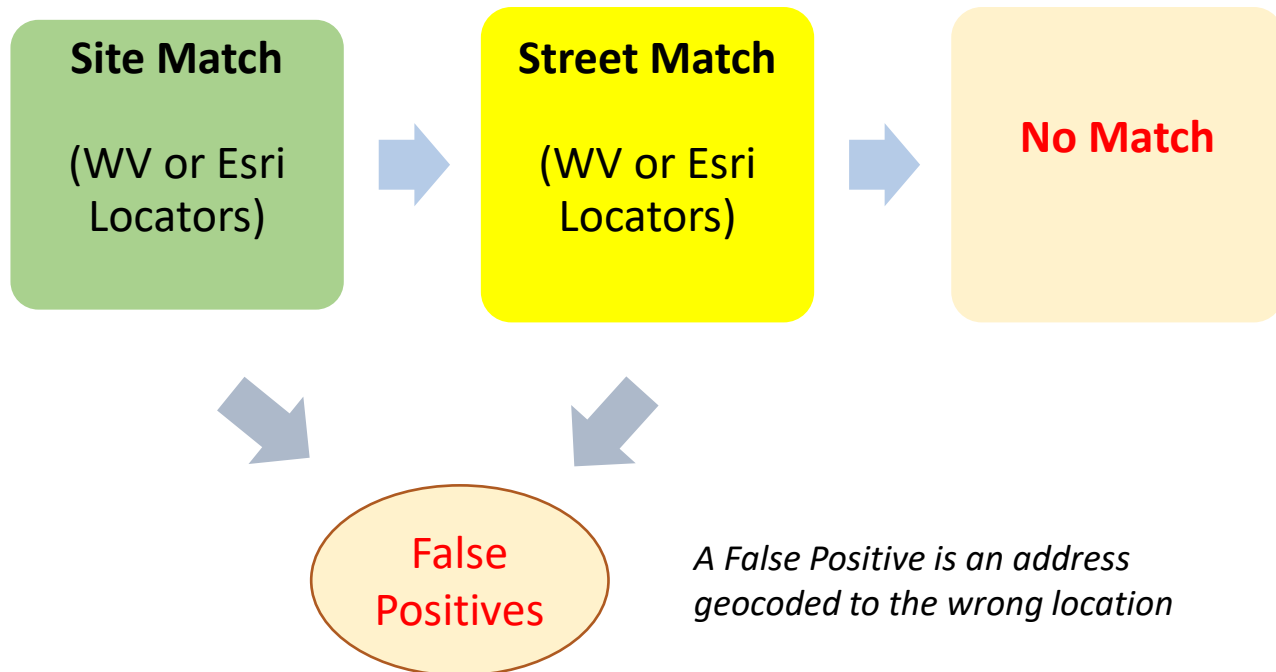 Site Match
(WV or Esri
Locators)
Street Match
(WV or Esri
Locators)
No Match
False
Positives
A False Positive is an address
geocoded to the wrong location